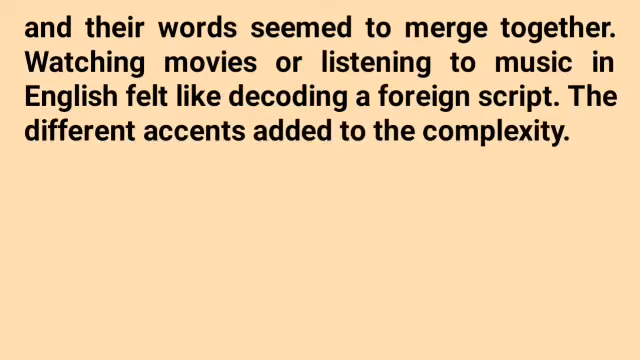 and their words seemed to merge together.
Watching movies or listening to music in
English felt like decoding a foreign script. The
different accents added to the complexity.